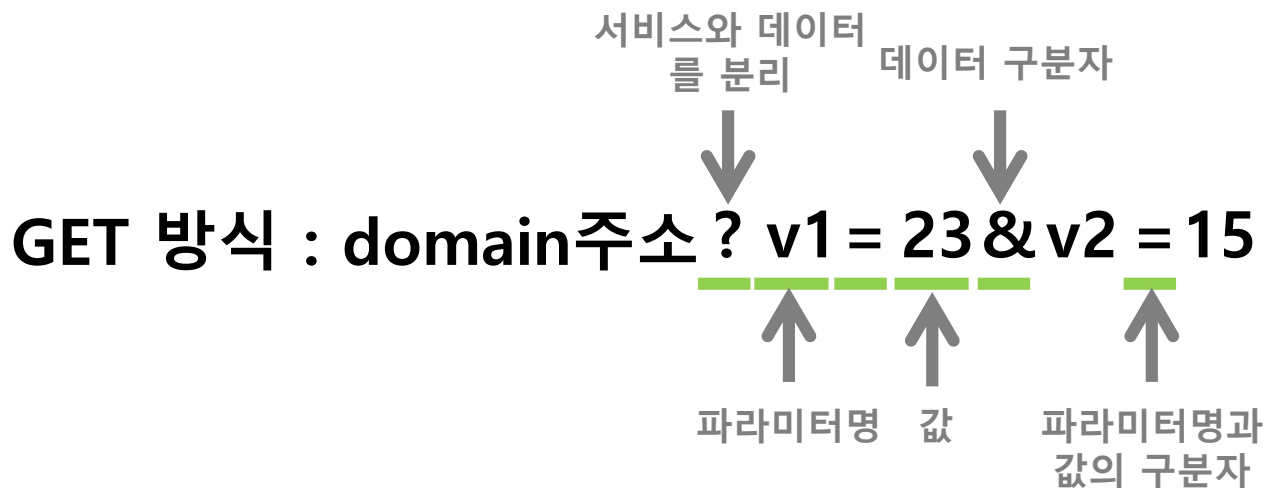 서비스와 데이터
를 분리
데이터 구분자
GET 방식 : domain주소 ? v1 = 23 & v2 = 15
파라미터명
값
파라미터명과
값의 구분자